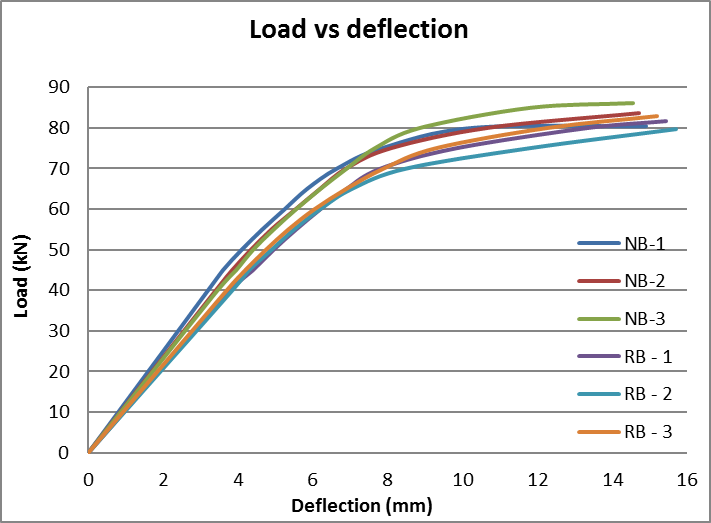 Load vs deflection
Load (kN)
90
80
70
60
50
40
30
20
10
0
NB-1
NB-2
NB-3
RB - 1
RB - 2
RB - 3
0 2 4 6 8 10 12 14 16
Deflection (mm)